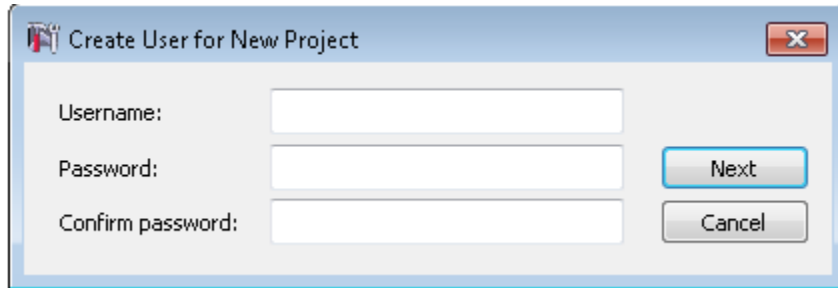 Create User for New Project
Username:
Password:
Next
Confirm password:
Cancel